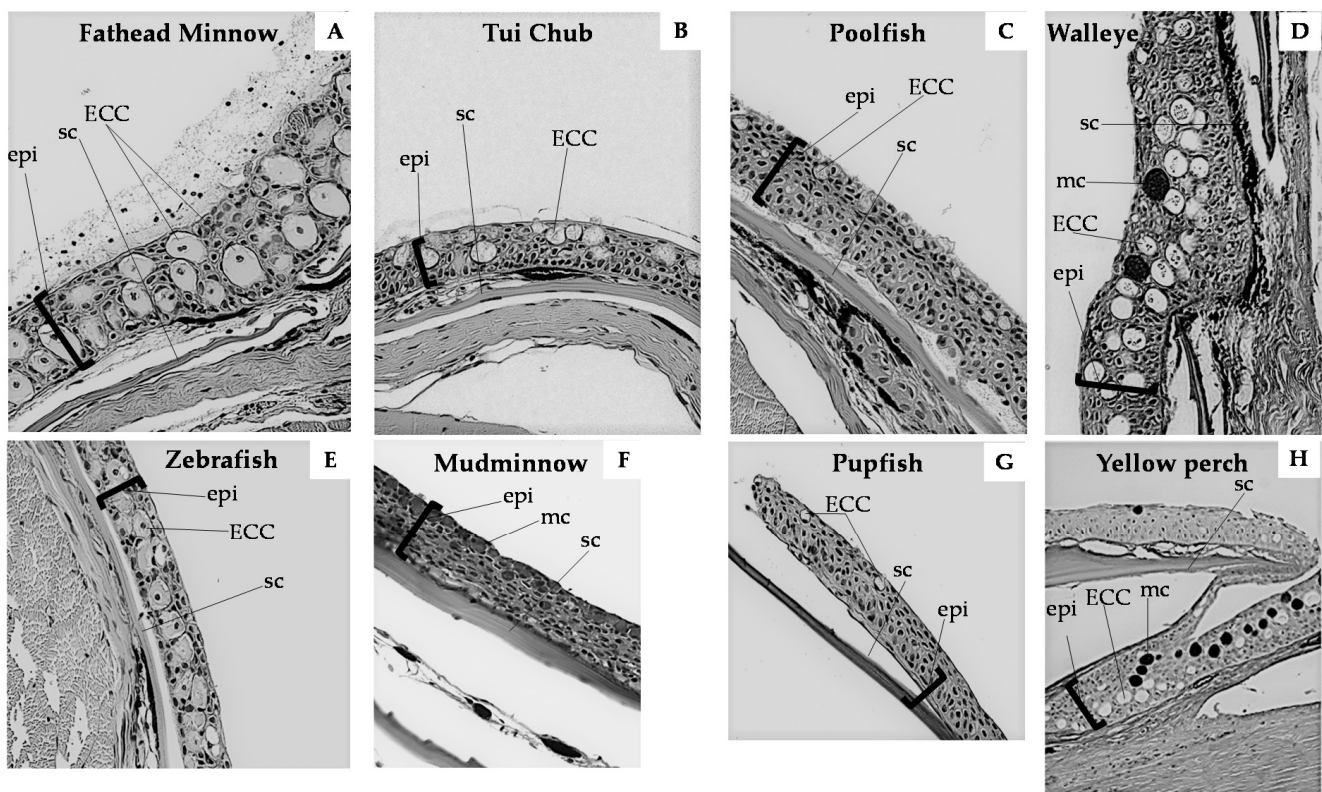 Fathead Minnow
A
ECC
sc
epi
Tui Chub
B
sc
ECC
epi
Poolfish
C
ECC
epi
sc
Walleye
D
sc
mc
ECC
epi
Zebrafish
E
epi
ECC
sc
Mudminnow
F
epi
mc
sc
Pupfish
G
ECC
sc
epi
Yellow perch
H
sc
mc
ECC
epi